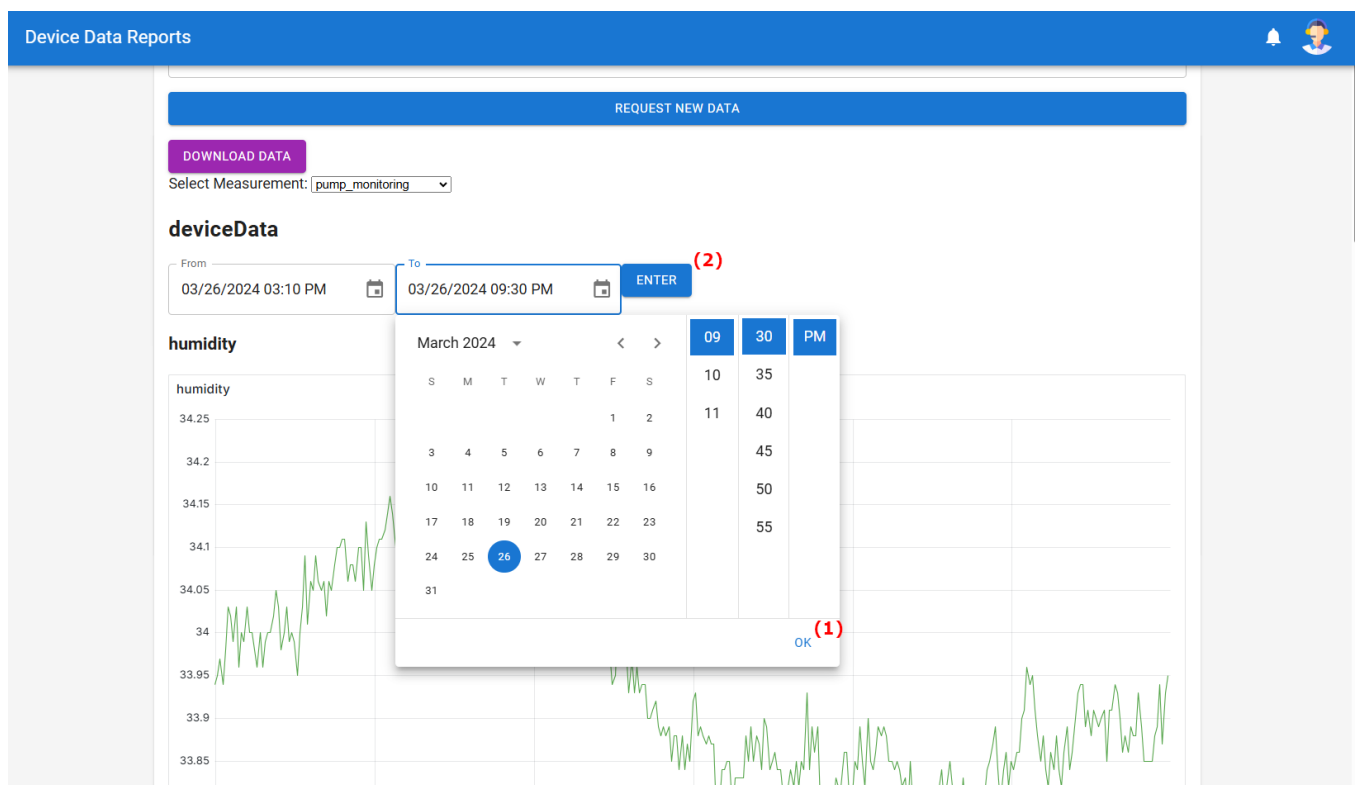 Device Data Reports
REQUEST NEW DATA
DOWNLOAD DATA
Select Measurement: pump_monitoring
deviceData
From
To
(2)
03/26/2024 03:10 PM
03/26/2024 09:30 PM
ENTER
humidity
March 2024
S M T W T F S
1 2
3 4 5 6 7 8 9
10 11 12 13 14 15 16
17 18 19 20 21 22 23
24 25 26 27 28 29 30
31
09 30 PM
10 35
11 40
45
50
55
OK
(1)
humidity
34.25
34.2
34.15
34.1
34.05
34
33.95
33.9
33.85